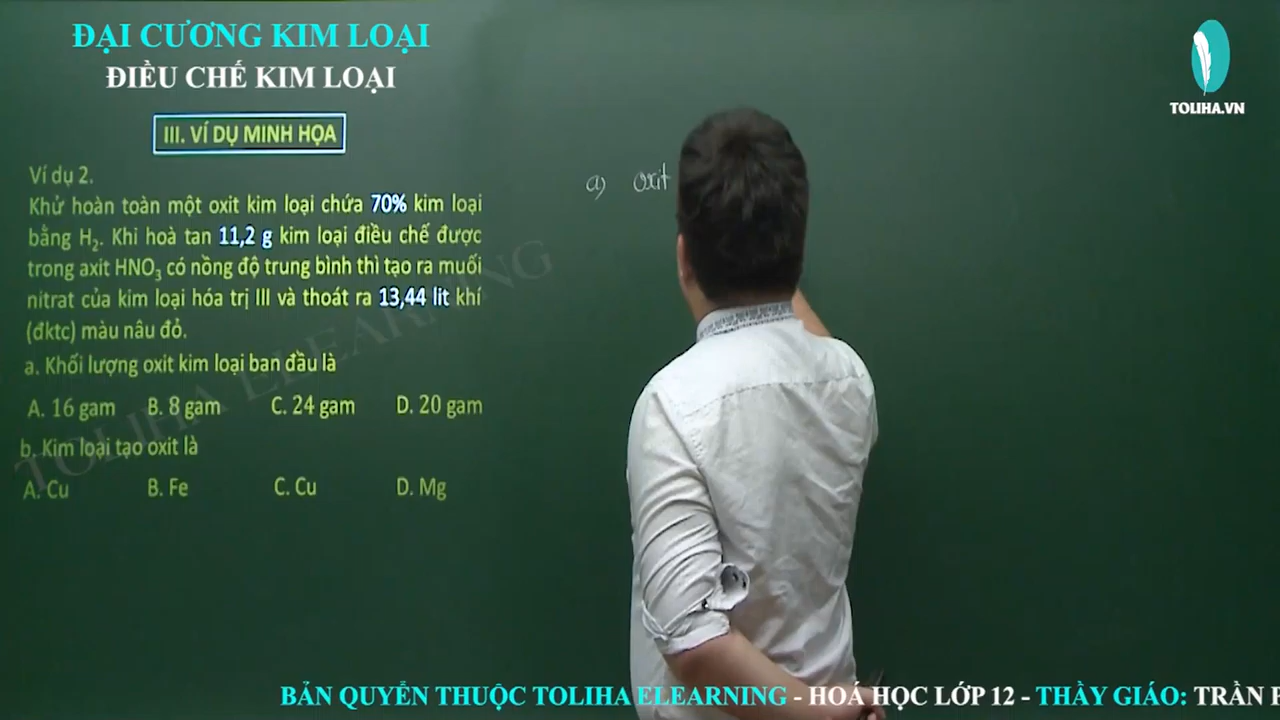 ĐẠI CƯƠNG KIM LOẠI
ĐIỀU CHẾ KIM LOẠI
TOLIHA.VN
III. VÍ DỤ MINH HỌA
Ví dụ 2.
Khử hoàn toàn một oxit kim loại chứa 70% kim loại
bằng H₂. Khi hoà tan 11,2 g kim loại điều chế được
trong axit HNO₃ có nồng độ trung bình thì tạo ra muối
nitrat của kim loại hóa trị III và thoát ra 13,44 lit khí
(đktc) màu nâu đỏ.
a. Khối lượng oxit kim loại ban đầu là
A. 16 gam B. 8 gam C. 24 gam D. 20 gam
b. Kim loại tạo oxit là
A. Cu B. Fe C. Cu D. Mg
a) oxit
TOLIHA ELEARNING
BẢN QUYỀN THUỘC TOLIHA ELEARNING - HOÁ HỌC LỚP 12 - THẦY GIÁO: TRẦN